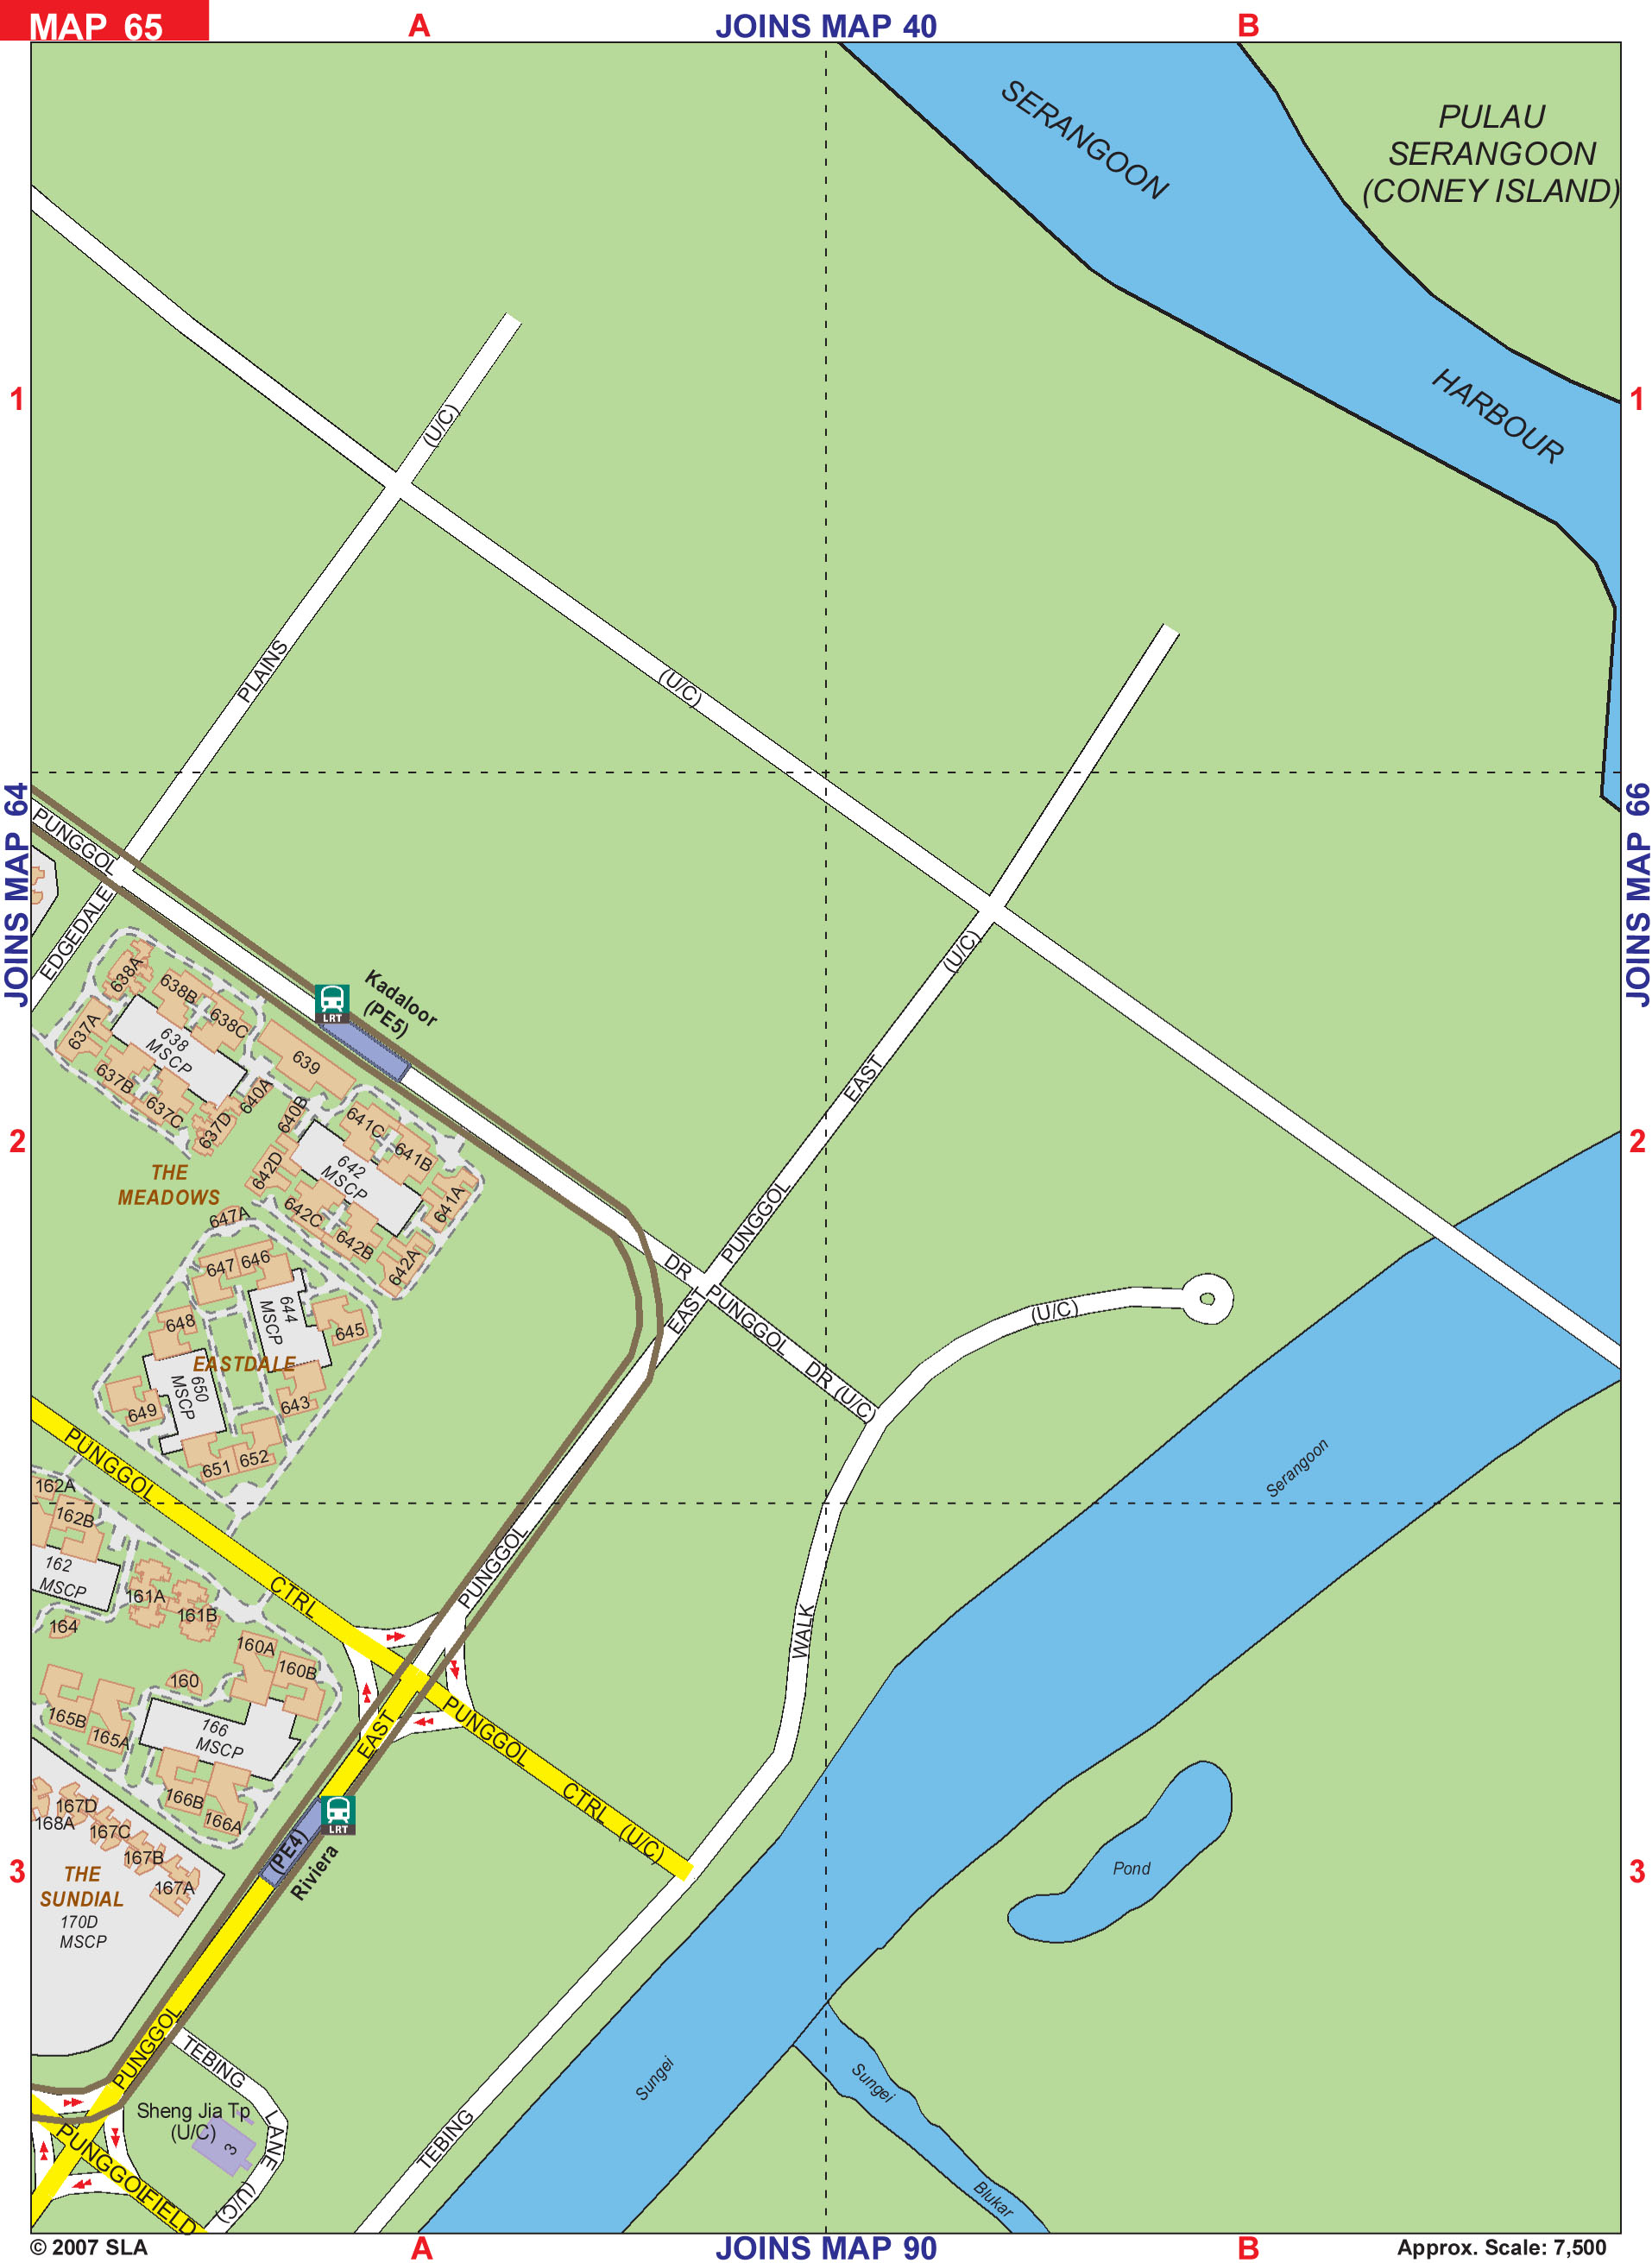 MAP 65
A
JOINS MAP 40
B
SERANGOON
HARBOUR
PULAU
SERANGOON
(CONEY ISLAND)
1
1
(U/C)
PLAINS
(U/C)
JOINS MAP 64
JOINS MAP 66
PUNGGOL
EDGEDALE
(U/C)
EAST
PUNGGOL
Kadaloor
(PE5)
LRT
638A
638B
638C
637A
638
MSCP
639
637B
637C
637D
640A
640B
641C
641B
641A
642
MSCP
642D
642C
642B
642A
2
2
THE
MEADOWS
647A
647
646
644
MSCP
645
648
EASTDALE
650
MSCP
649
643
651
652
DR
EAST
PUNGGOL
DR (U/C)
(U/C)
PUNGGOL
CTRL
162A
162B
162
MSCP
161A
161B
164
160A
160B
160
165B
165A
166
MSCP
166B
166A
PUNGGOL
EAST
PUNGGOL
CTRL
(U/C)
WALK
Serangoon
167D
168A
167C
167B
167A
THE
SUNDIAL
170D
MSCP
LRT
(PE4)
Riviera
Pond
3
3
PUNGGOL
TEBING
LANE
(U/C)
Sheng Jia Tp
(U/C)
3
PUNGGOL
FIELD
TEBING
Sungei
Sungei
Blukar
© 2007 SLA
A
JOINS MAP 90
B
Approx. Scale: 7,500